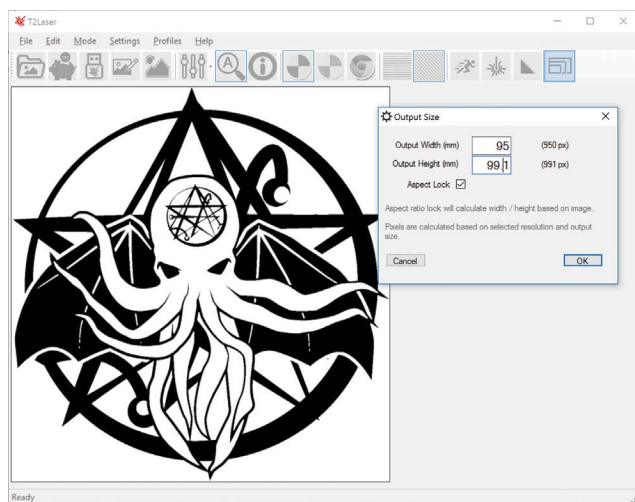 T2Laser
File Edit Mode Settings Profiles Help
Output Size
Output Width (mm) 95 (950 px)
Output Height (mm) 99.1 (991 px)
Aspect Lock
Aspect ratio lock will calculate width / height based on image.
Pixels are calculated based on selected resolution and output
size.
Cancel OK
Ready